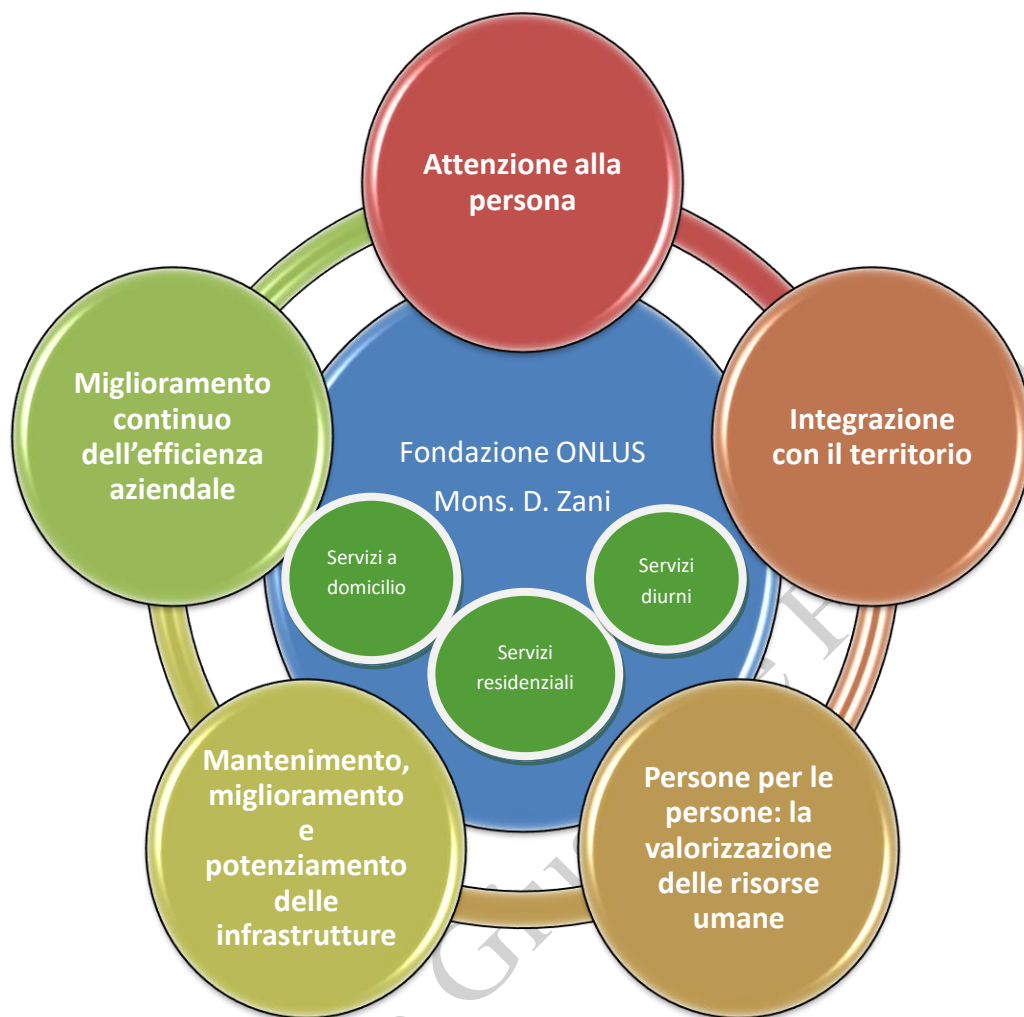 Attenzione alla
persona
Miglioramento
continuo
dell'efficienza
aziendale
Integrazione
con il territorio
Fondazione ONLUS
Mons. D. Zani
Servizi a
domicilio
Servizi
diurni
Servizi
residenziali
Mantenimento,
miglioramento
e
potenziamento
delle
infrastrutture
Persone per le
persone: la
valorizzazione
delle risorse
umane